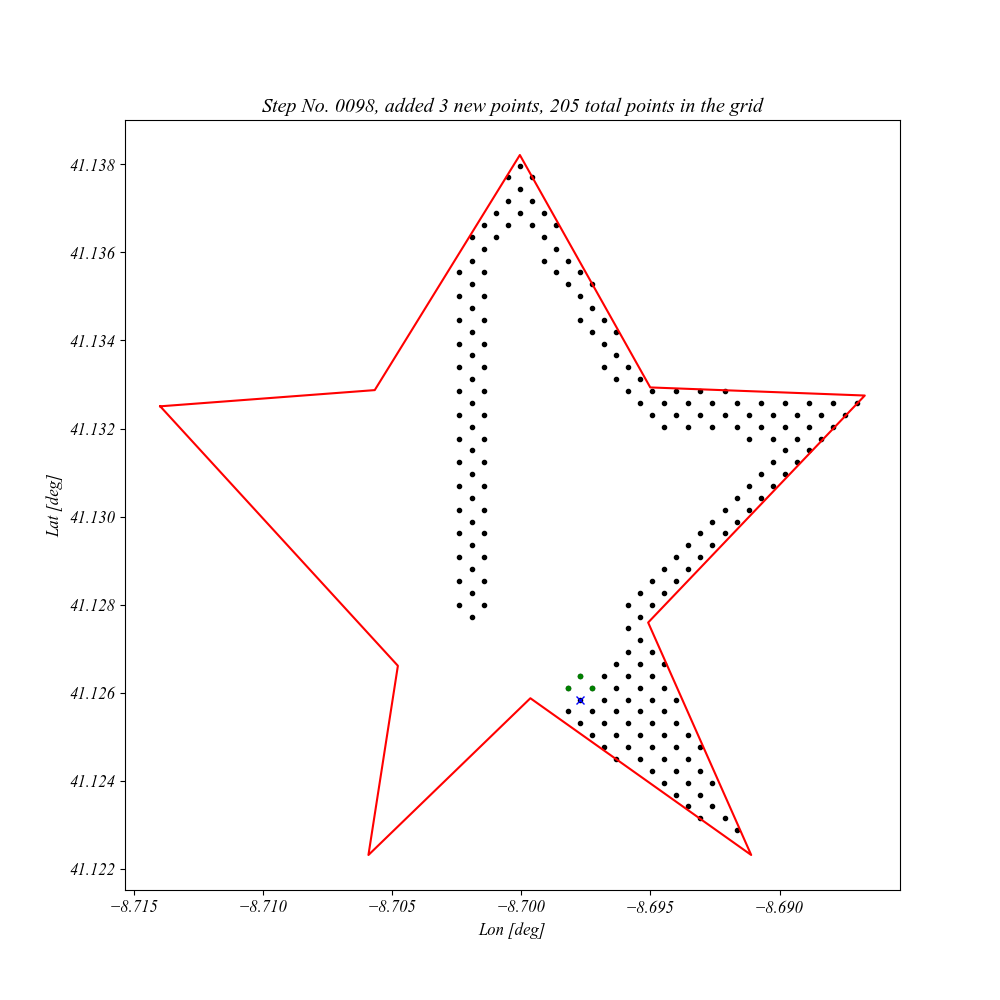 Step No. 0098, added 3 new points, 205 total points in the grid
41.138
41.136
41.134
41.132
41.130
41.128
41.126
41.124
41.122
Lat [deg]
−8.715 −8.710 −8.705 −8.700 −8.695 −8.690
Lon [deg]